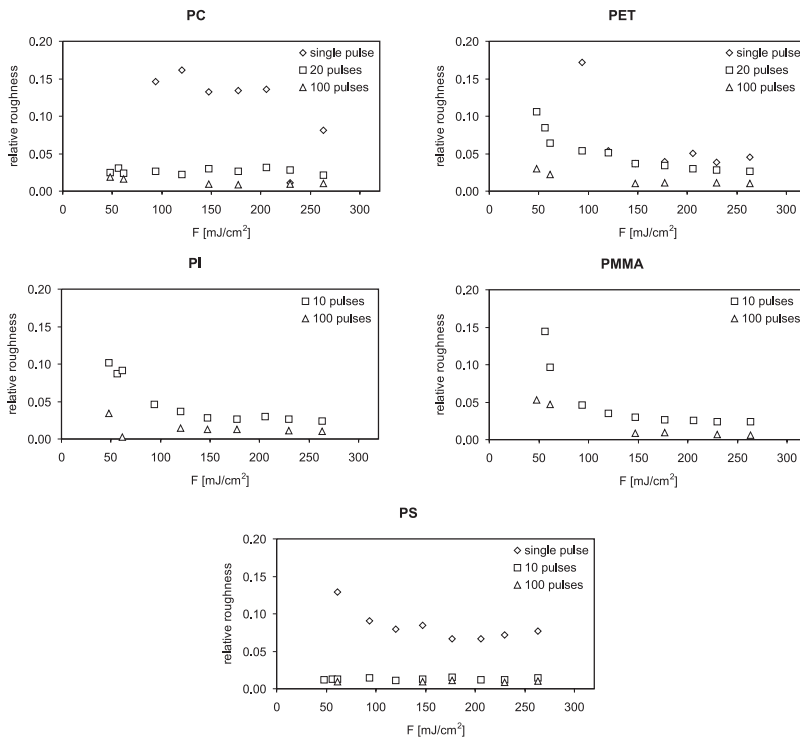 PC
0.20
0.15
0.10
0.05
0.00
relative roughness
single pulse
20 pulses
100 pulses
0 50 100 150 200 250 300
F [mJ/cm²]
PET
0.20
0.15
0.10
0.05
0.00
relative roughness
single pulse
20 pulses
100 pulses
0 50 100 150 200 250 300
F [mJ/cm²]
PI
0.20
0.15
0.10
0.05
0.00
relative roughness
10 pulses
100 pulses
0 50 100 150 200 250 300
F [mJ/cm²]
PMMA
0.20
0.15
0.10
0.05
0.00
relative roughness
10 pulses
100 pulses
0 50 100 150 200 250 300
F [mJ/cm²]
PS
0.20
0.15
0.10
0.05
0.00
relative roughness
single pulse
10 pulses
100 pulses
0 50 100 150 200 250 300
F [mJ/cm²]